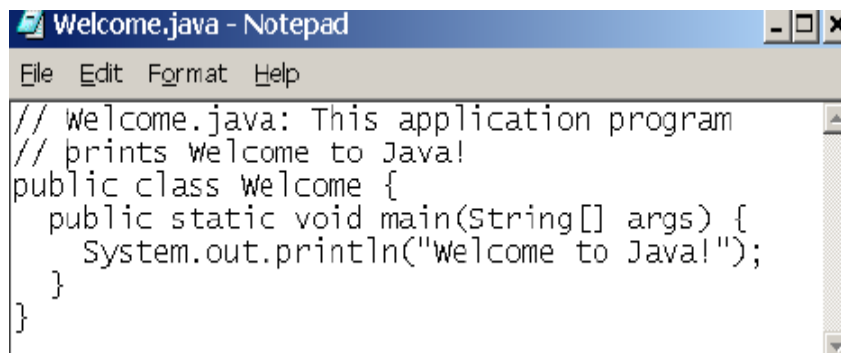 Welcome.java - Notepad
File Edit Format Help
// Welcome.java: This application program
// prints Welcome to Java!
public class Welcome {
  public static void main(String[] args) {
    System.out.println("Welcome to Java!");
  }
}